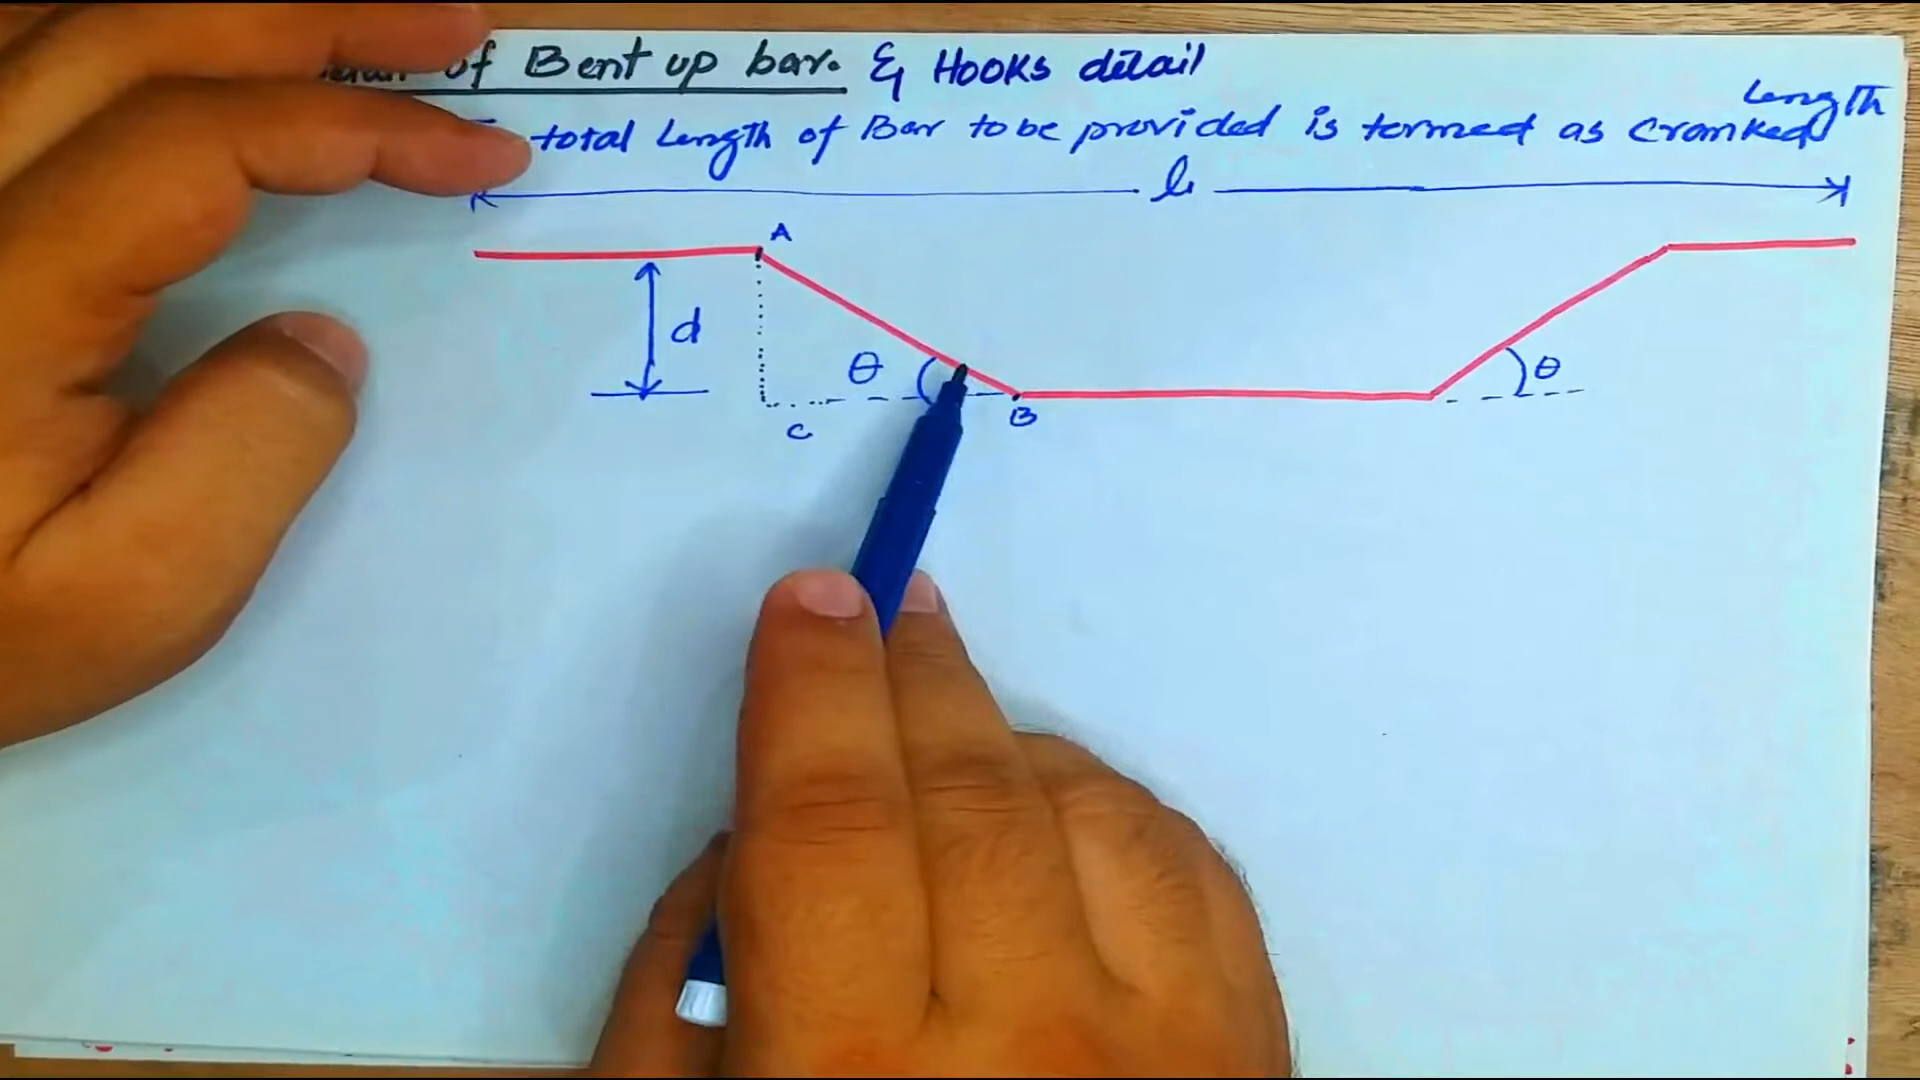 of Bent up bar. & Hooks detail
total Length of Bar to be provided is termed as Cranked Length
l
A
d
θ
θ
B
C